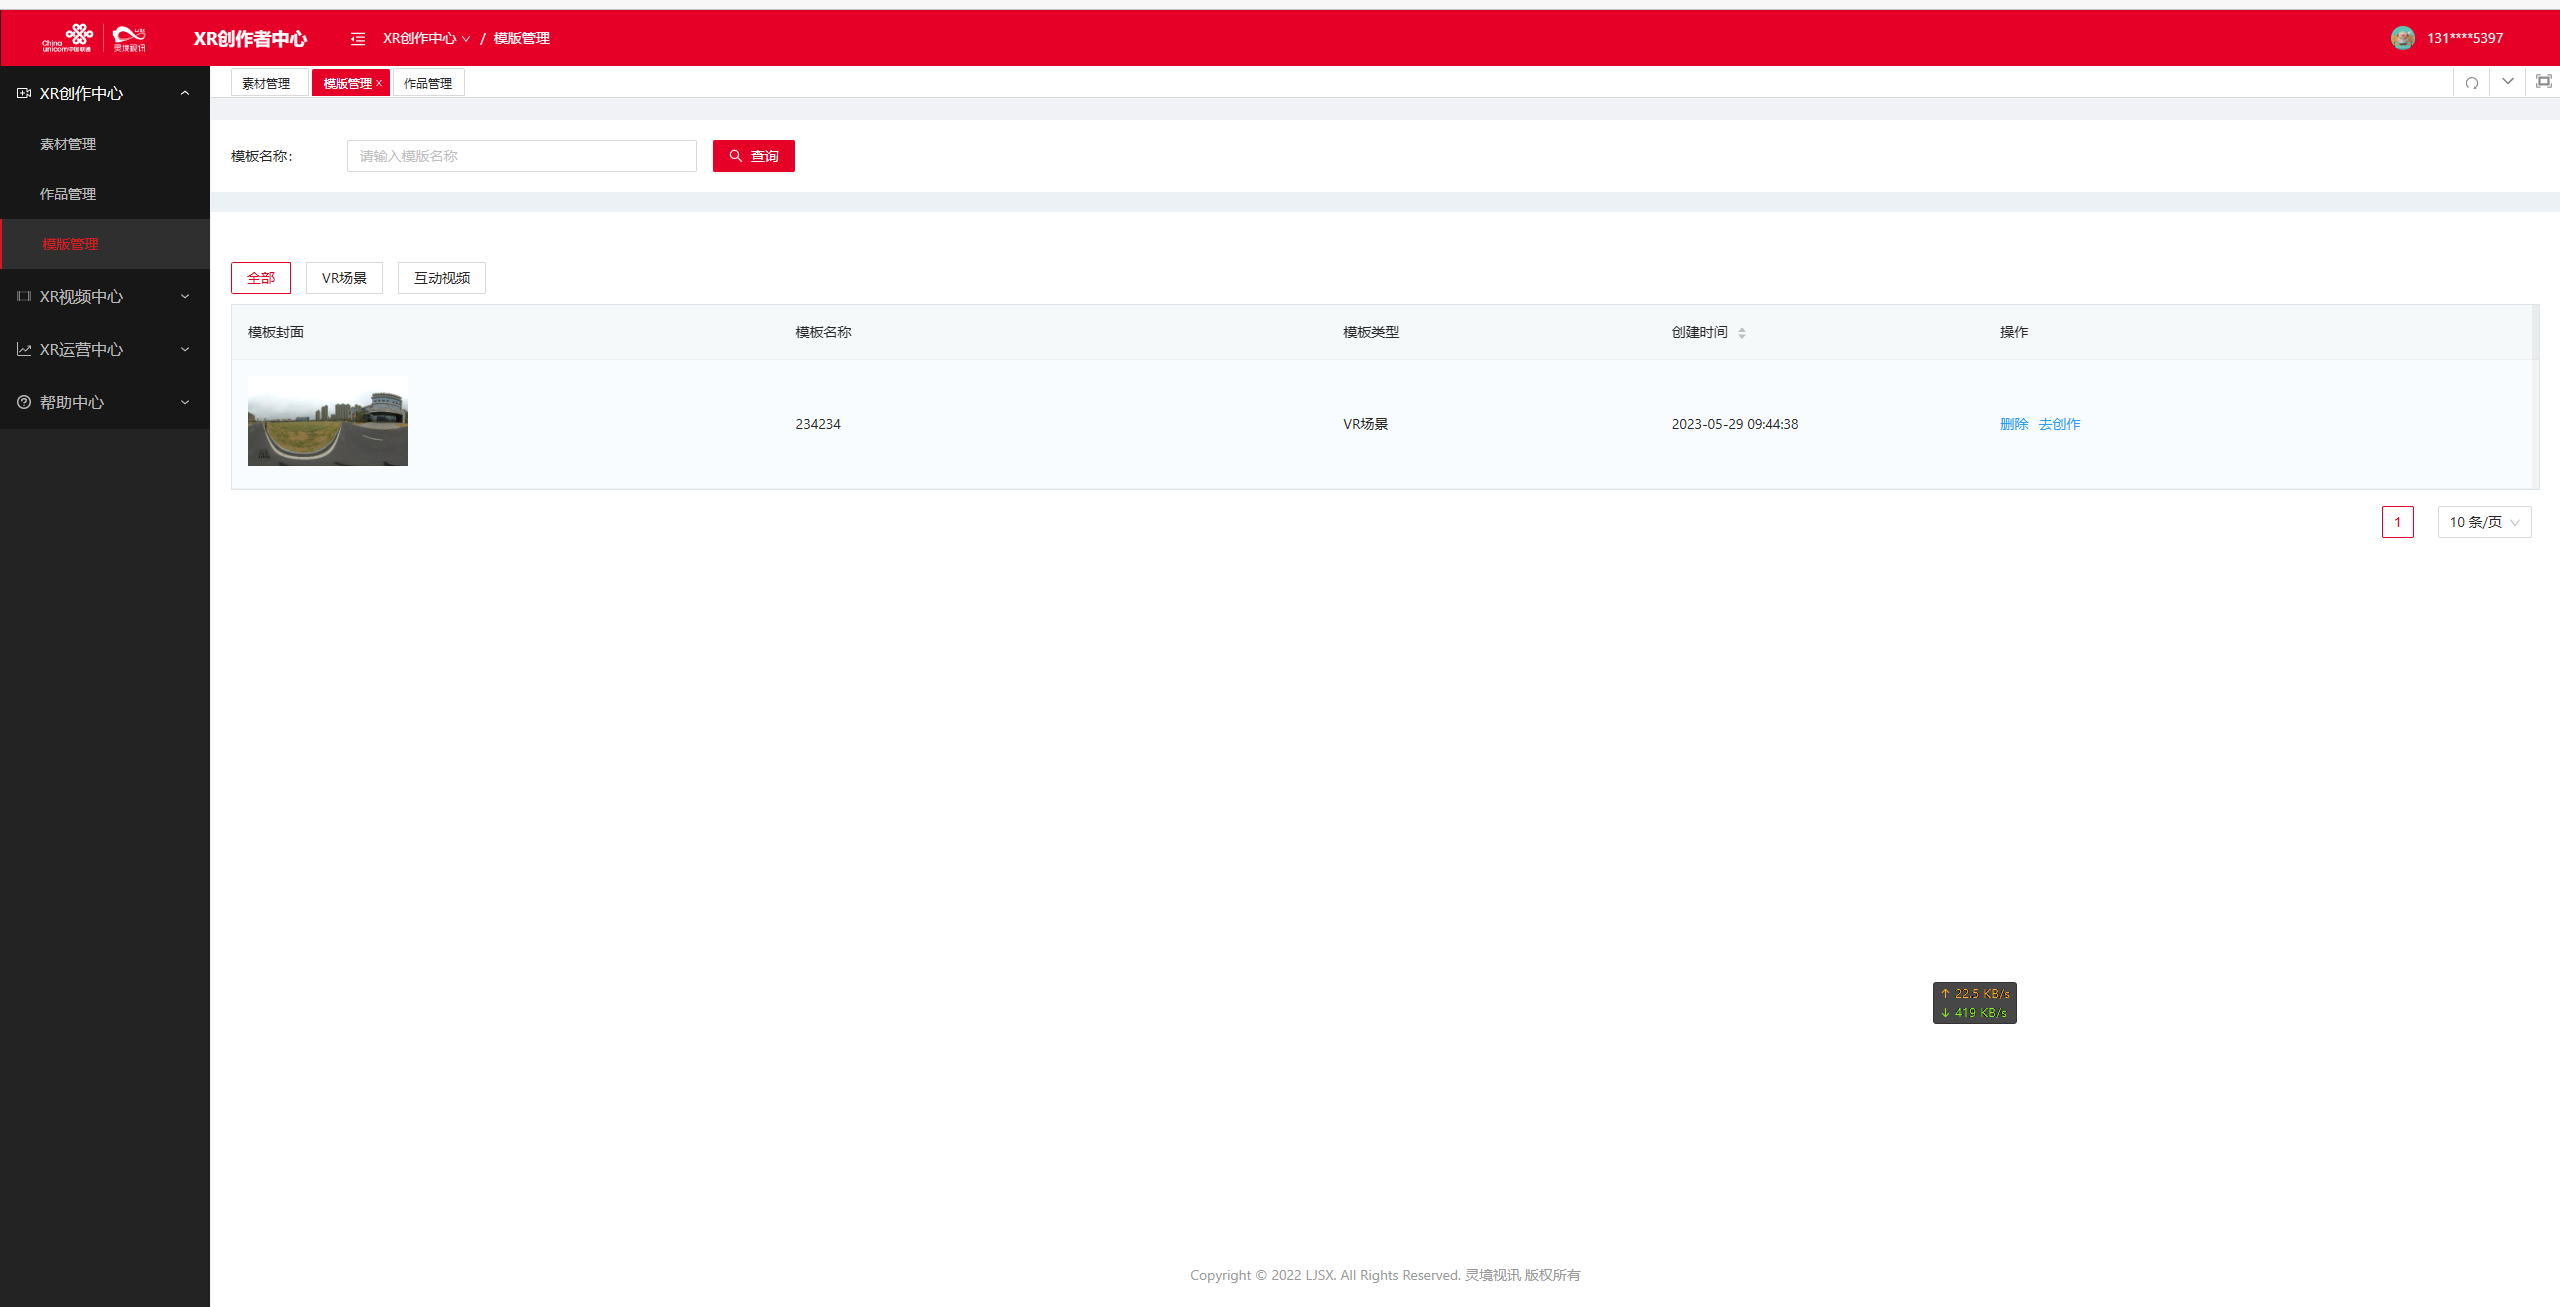 China
unicom中国联通
灵境视讯
XR创作者中心
XR创作中心 / 模版管理
131****5397
XR创作中心
素材管理
作品管理
模版管理
XR视频中心
XR运营中心
帮助中心
素材管理
模版管理 ×
作品管理
模板名称:
请输入模版名称
查询
全部
VR场景
互动视频
模板封面
模板名称
模板类型
创建时间
操作
234234
VR场景
2023-05-29 09:44:38
删除 去创作
1
10 条/页
↑ 22.5 KB/s
↓ 419 KB/s
Copyright © 2022 LJSX. All Rights Reserved. 灵境视讯 版权所有